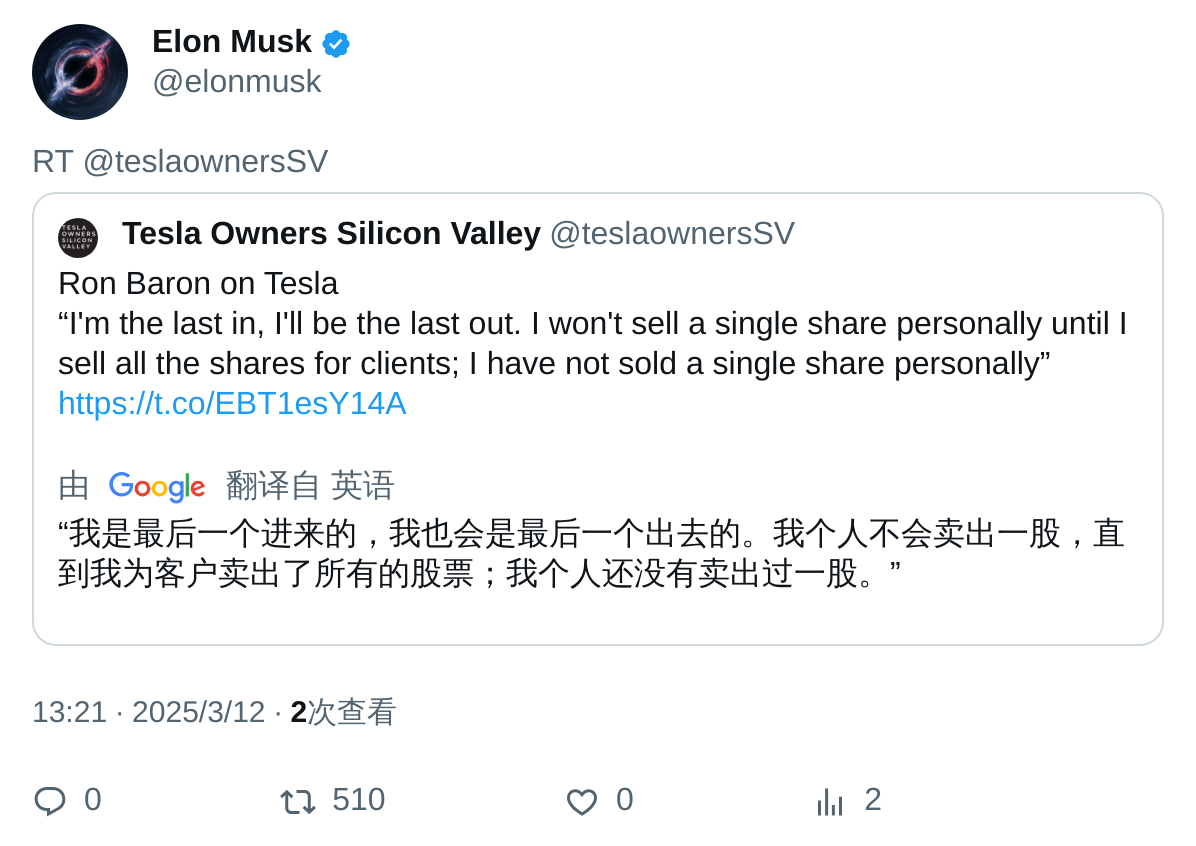 Elon Musk
@elonmusk
RT @teslaownersSV
TESLA
OWNERS
SILICON
VALLEY
Tesla Owners Silicon Valley @teslaownersSV
Ron Baron on Tesla
“I'm the last in, I'll be the last out. I won't sell a single share personally until I
sell all the shares for clients; I have not sold a single share personally”
https://t.co/EBT1esY14A
由 Google 翻译自 英语
“我是最后一个进来的，我也会是最后一个出去的。我个人不会卖出一股，直
到我为客户卖出了所有的股票；我个人还没有卖出过一股。”
13:21 · 2025/3/12 · 2次查看
0 510 0 2